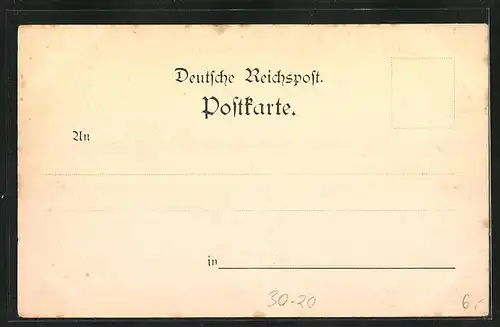 Deutsche Reichspost.
Postkarte.
An
in
30-20
6.-